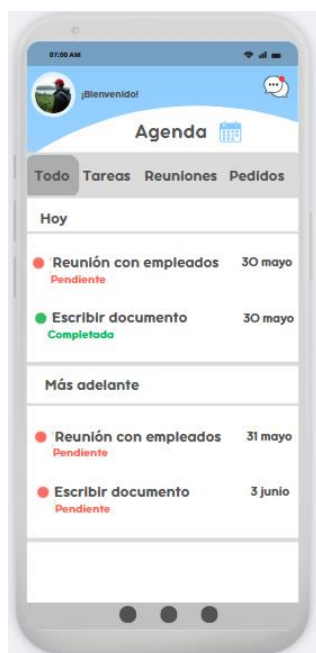 07:00 AM
¡Bienvenido!
Agenda
Todo Tareas Reuniones Pedidos
Hoy
Reunión con empleados 30 mayo
Pendiente
Escribir documento 30 mayo
Completada
Más adelante
Reunión con empleados 31 mayo
Pendiente
Escribir documento 3 junio
Pendiente